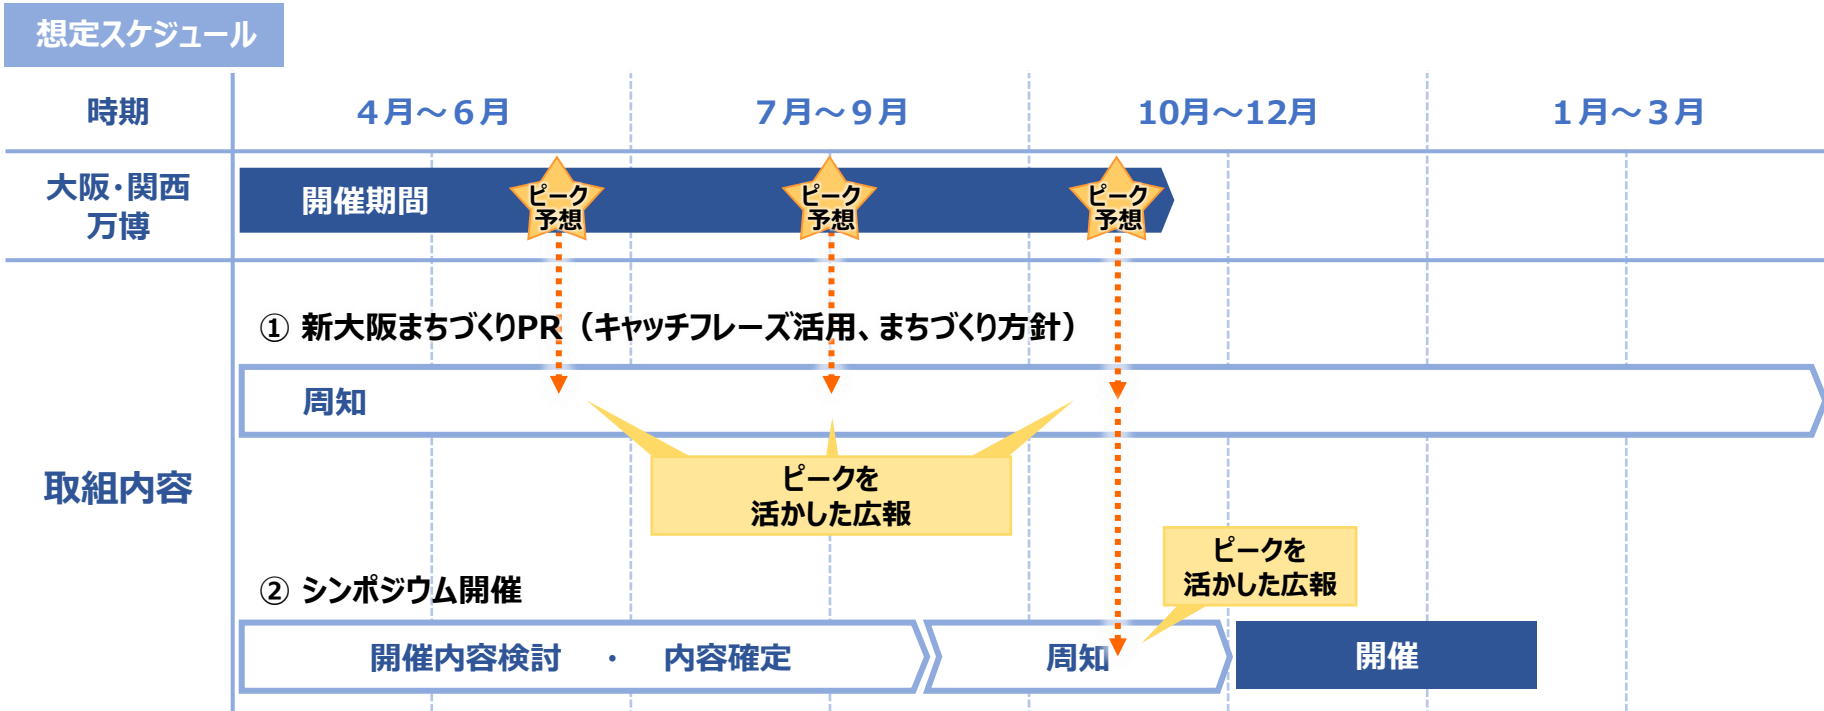 想定スケジュール
時期
４月～６月
７月～９月
10月～12月
１月～３月
大阪・関西
万博
開催期間
ピーク
予想
ピーク
予想
ピーク
予想
取組内容
① 新大阪まちづくりPR（キャッチフレーズ活用、まちづくり方針）
周知
ピークを
活かした広報
ピークを
活かした広報
② シンポジウム開催
開催内容検討　・　内容確定
周知
開催